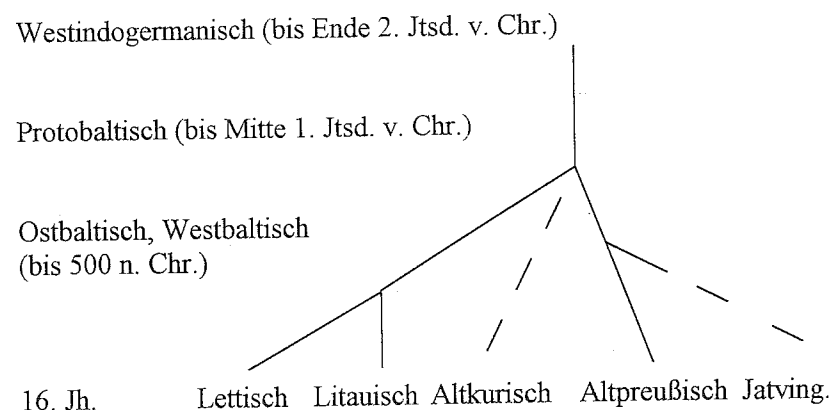 Westindogermanisch (bis Ende 2. Jtsd. v. Chr.)
Protobaltisch (bis Mitte 1. Jtsd. v. Chr.)
Ostbaltisch, Westbaltisch
(bis 500 n. Chr.)
16. Jh. Lettisch Litauisch Altkurisch Altpreußisch Jatving.